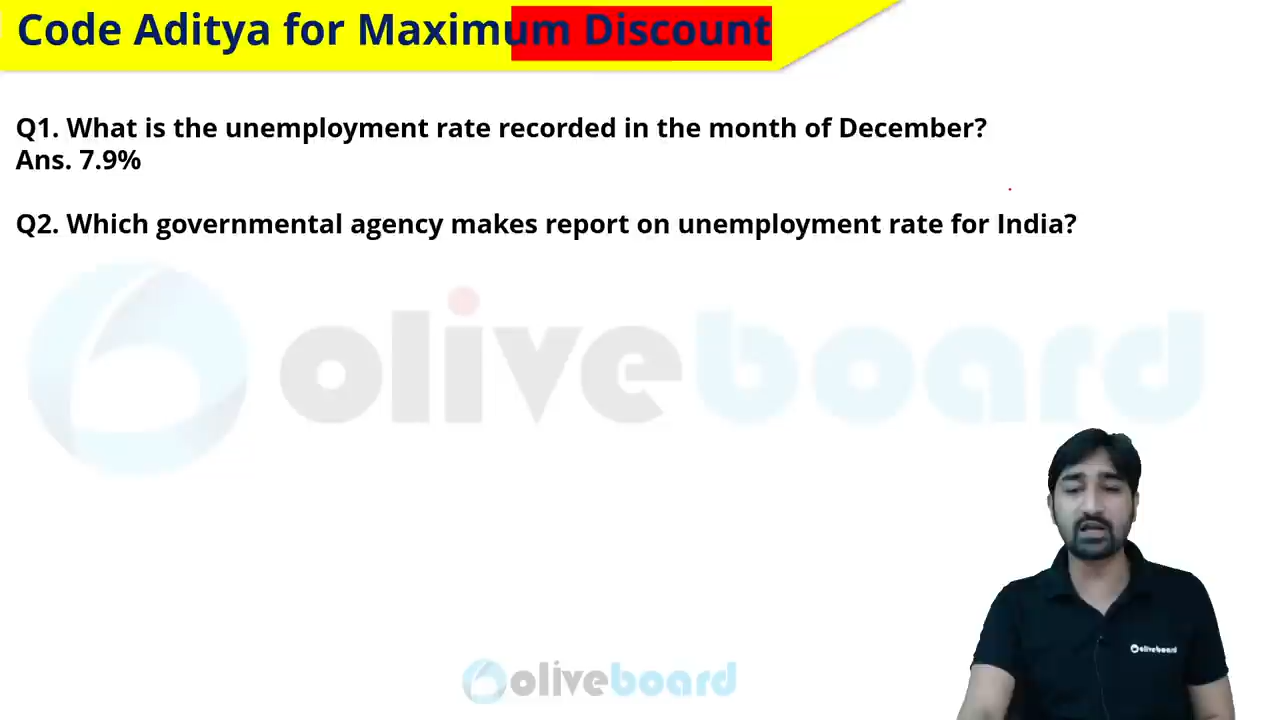 Code Aditya for Maximum Discount
Q1. What is the unemployment rate recorded in the month of December?
Ans. 7.9%
Q2. Which governmental agency makes report on unemployment rate for India?
oliveboard
oliveboard
oliveboard